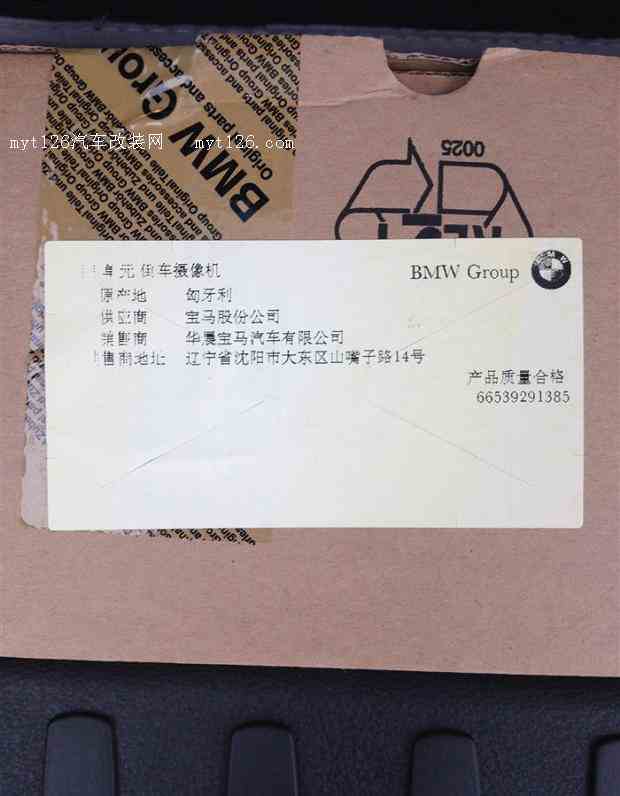 BMW Group
Original parts and accessories
myt126汽车改装网 myt126.com
0025
单元 倒车摄像机
BMW Group
原产地 匈牙利
供应商 宝马股份公司
销售商 华晨宝马汽车有限公司
售商地址 辽宁省沈阳市大东区山嘴子路14号
产品质量合格
66539291385